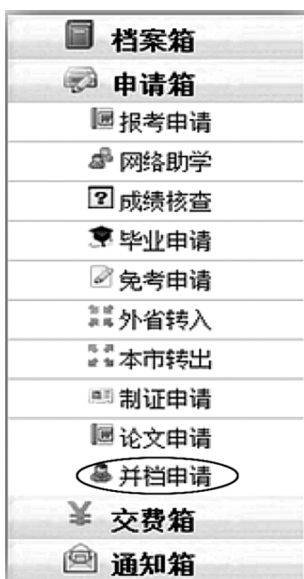 档案箱
申请箱
报考申请
网络助学
成绩核查
毕业申请
免考申请
外省转入
本市转出
制证申请
论文申请
并档申请
交费箱
通知箱